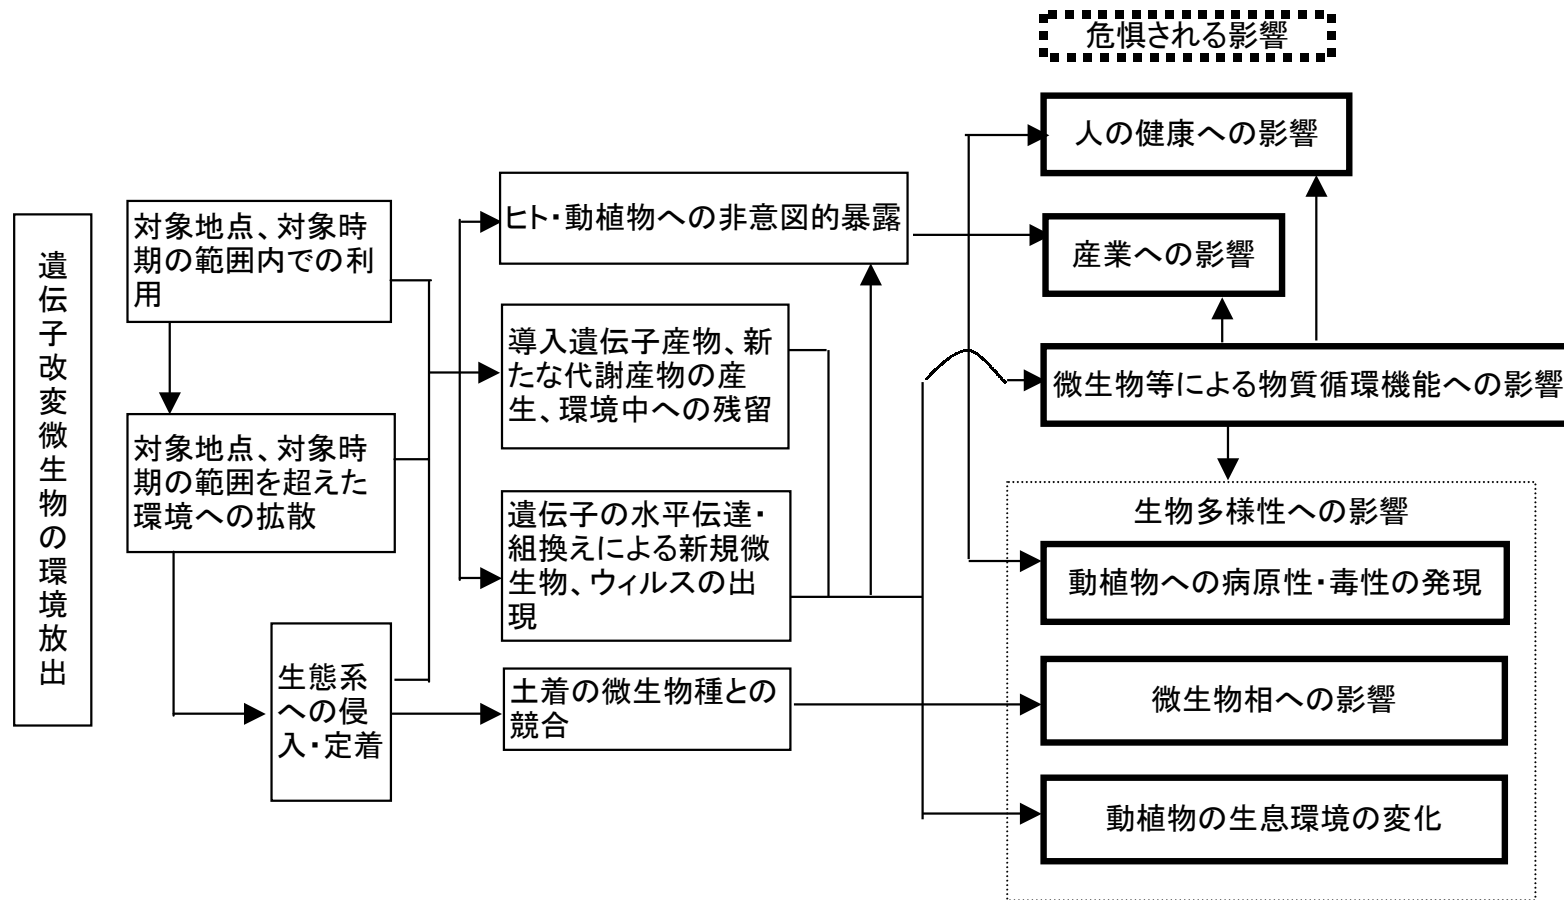 危惧される影響
遺伝子改変微生物の環境放出
対象地点、対象時
期の範囲内での利
用
対象地点、対象時
期の範囲を超えた
環境への拡散
生態系
への侵
入・定着
ヒト・動植物への非意図的暴露
導入遺伝子産物、新
たな代謝産物の産
生、環境中への残留
遺伝子の水平伝達・
組換えによる新規微
生物、ウィルスの出
現
土着の微生物種との
競合
人の健康への影響
産業への影響
微生物等による物質循環機能への影響
生物多様性への影響
動植物への病原性・毒性の発現
微生物相への影響
動植物の生息環境の変化